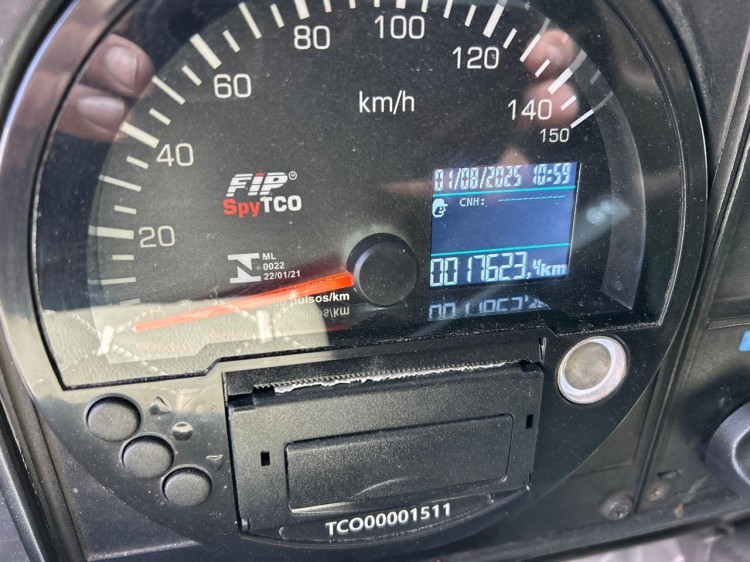 20
40
60
80
100
120
140
150
km/h
FIP
SpyTCO
ML
0022
22/01/21
pulsos/km
01/08/2025 10:59
CNH:
0017623,4km
TCO00001511